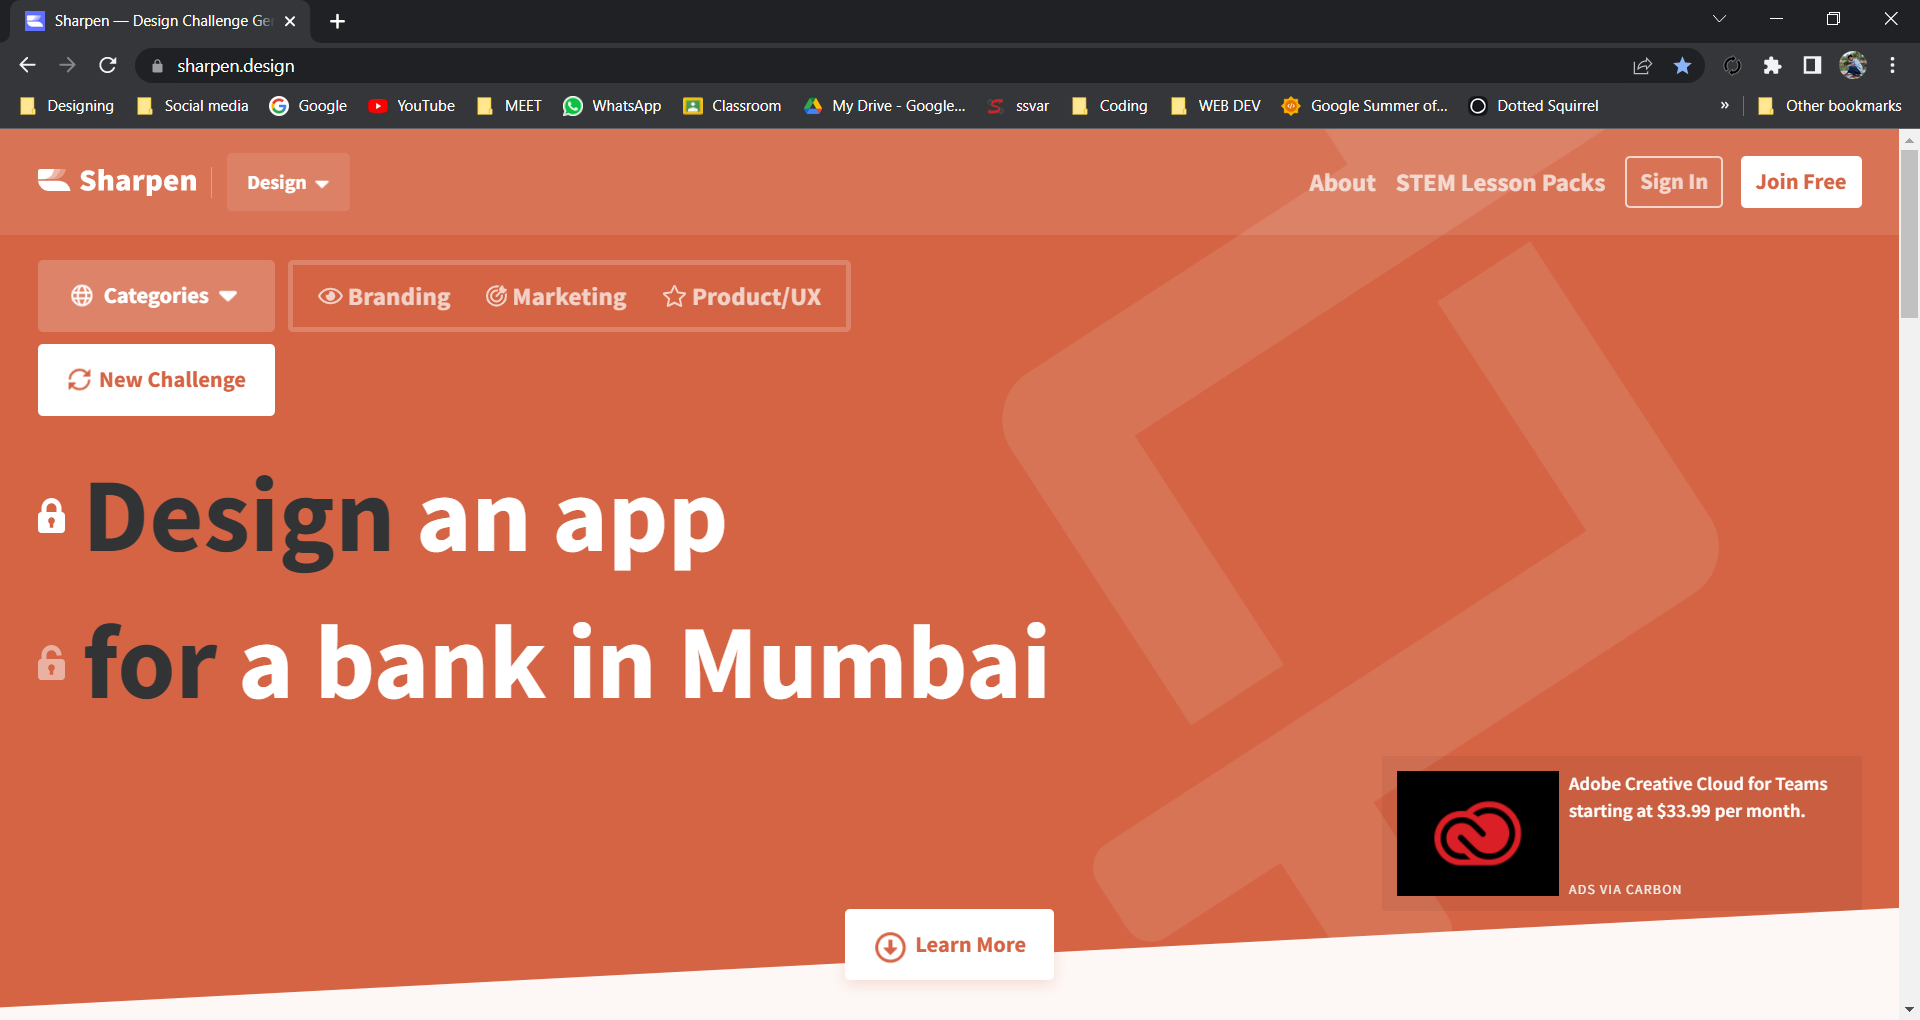 Sharpen — Design Challenge Ge
sharpen.design
Designing Social media Google YouTube MEET WhatsApp Classroom My Drive - Google... ssvar Coding WEB DEV Google Summer of... Dotted Squirrel » Other bookmarks
Sharpen Design About STEM Lesson Packs Sign In Join Free
Categories Branding Marketing Product/UX
New Challenge
Design an app
for a bank in Mumbai
Adobe Creative Cloud for Teams
starting at $33.99 per month.
ADS VIA CARBON
Learn More